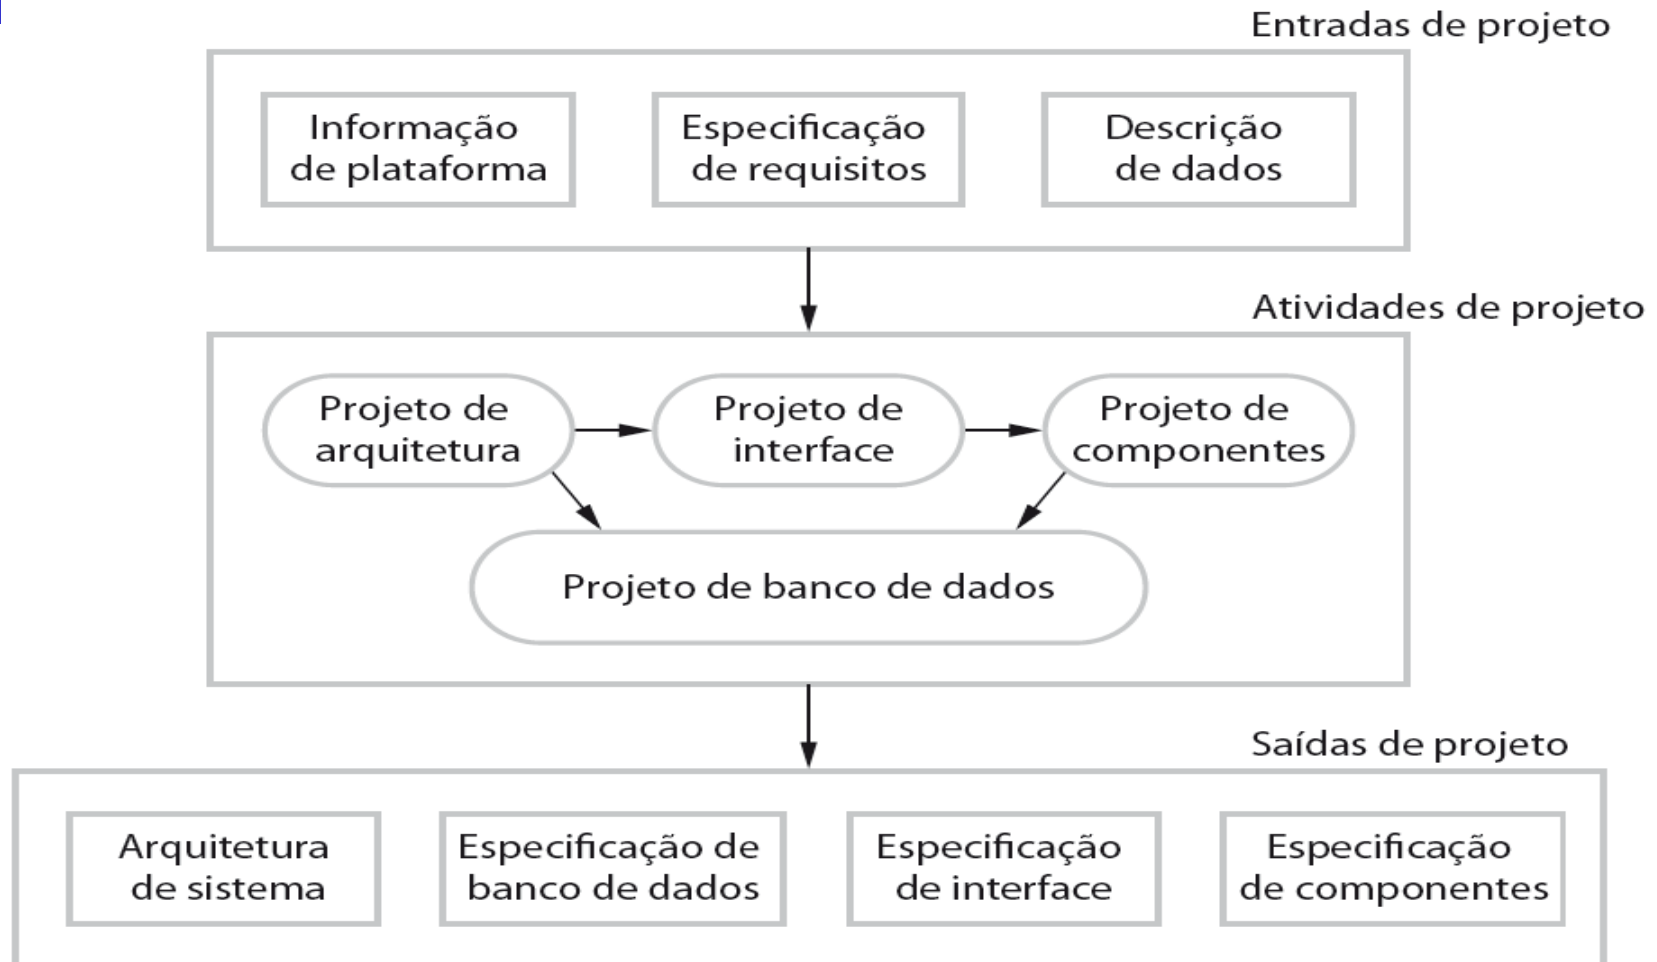 Entradas de projeto
Informação
de plataforma
Especificação
de requisitos
Descrição
de dados
Atividades de projeto
Projeto de
arquitetura
Projeto de
interface
Projeto de
componentes
Projeto de banco de dados
Saídas de projeto
Arquitetura
de sistema
Especificação de
banco de dados
Especificação
de interface
Especificação
de componentes